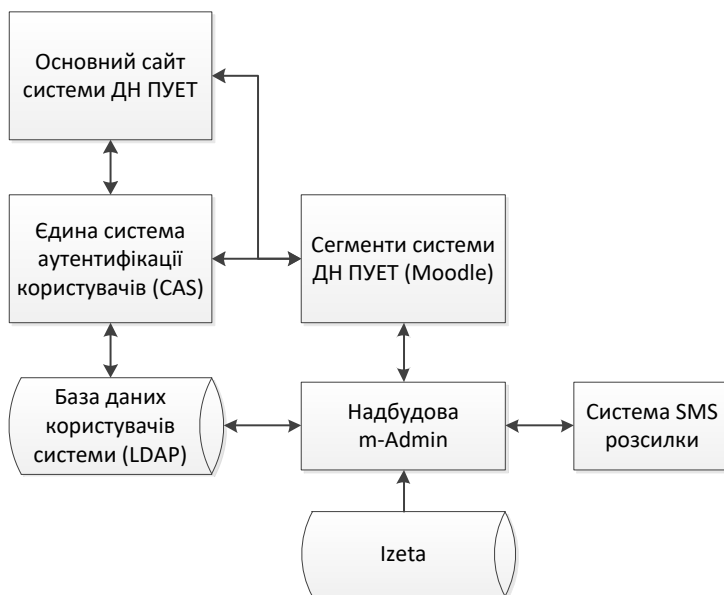 Основний сайт
системи ДН ПУЕТ
Єдина система
аутентифікації
користувачів (CAS)
Сегменти системи
ДН ПУЕТ (Moodle)
База даних
користувачів
системи (LDAP)
Надбудова
m-Admin
Система SMS
розсилки
Izeta